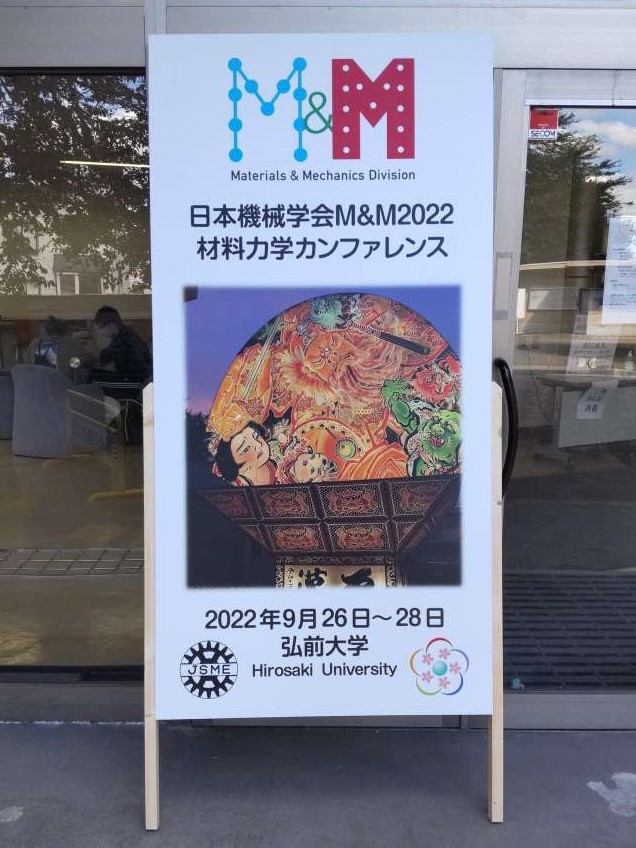 M&M
Materials & Mechanics Division
日本機械学会M&M2022
材料力学カンファレンス
2022年9月26日～28日
弘前大学
Hirosaki University
JSME
SECOM